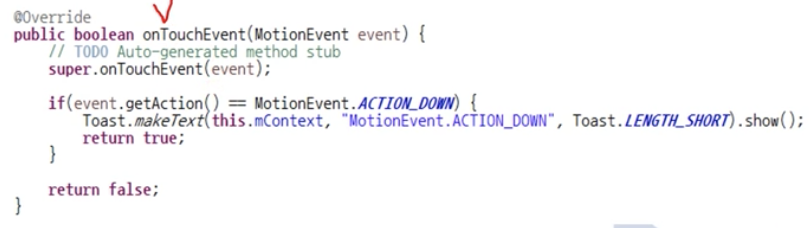 @Override
public boolean onTouchEvent(MotionEvent event) {
// TODO Auto-generated method stub
super.onTouchEvent(event);
if(event.getAction() == MotionEvent.ACTION_DOWN) {
Toast.makeText(this.mContext, "MotionEvent.ACTION_DOWN", Toast.LENGTH_SHORT).show();
return true;
}
return false;
}